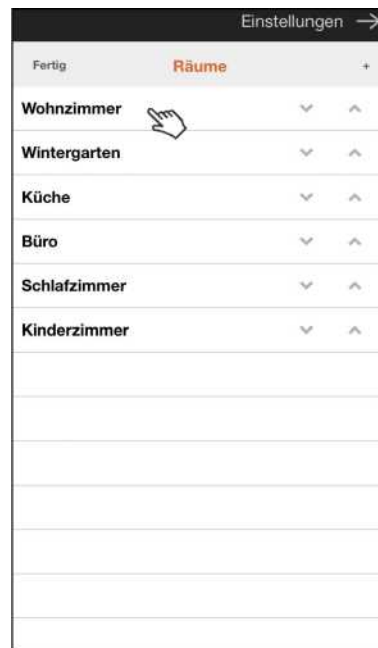 Einstellungen →
Fertig Räume +
Wohnzimmer
Wintergarten
Küche
Büro
Schlafzimmer
Kinderzimmer